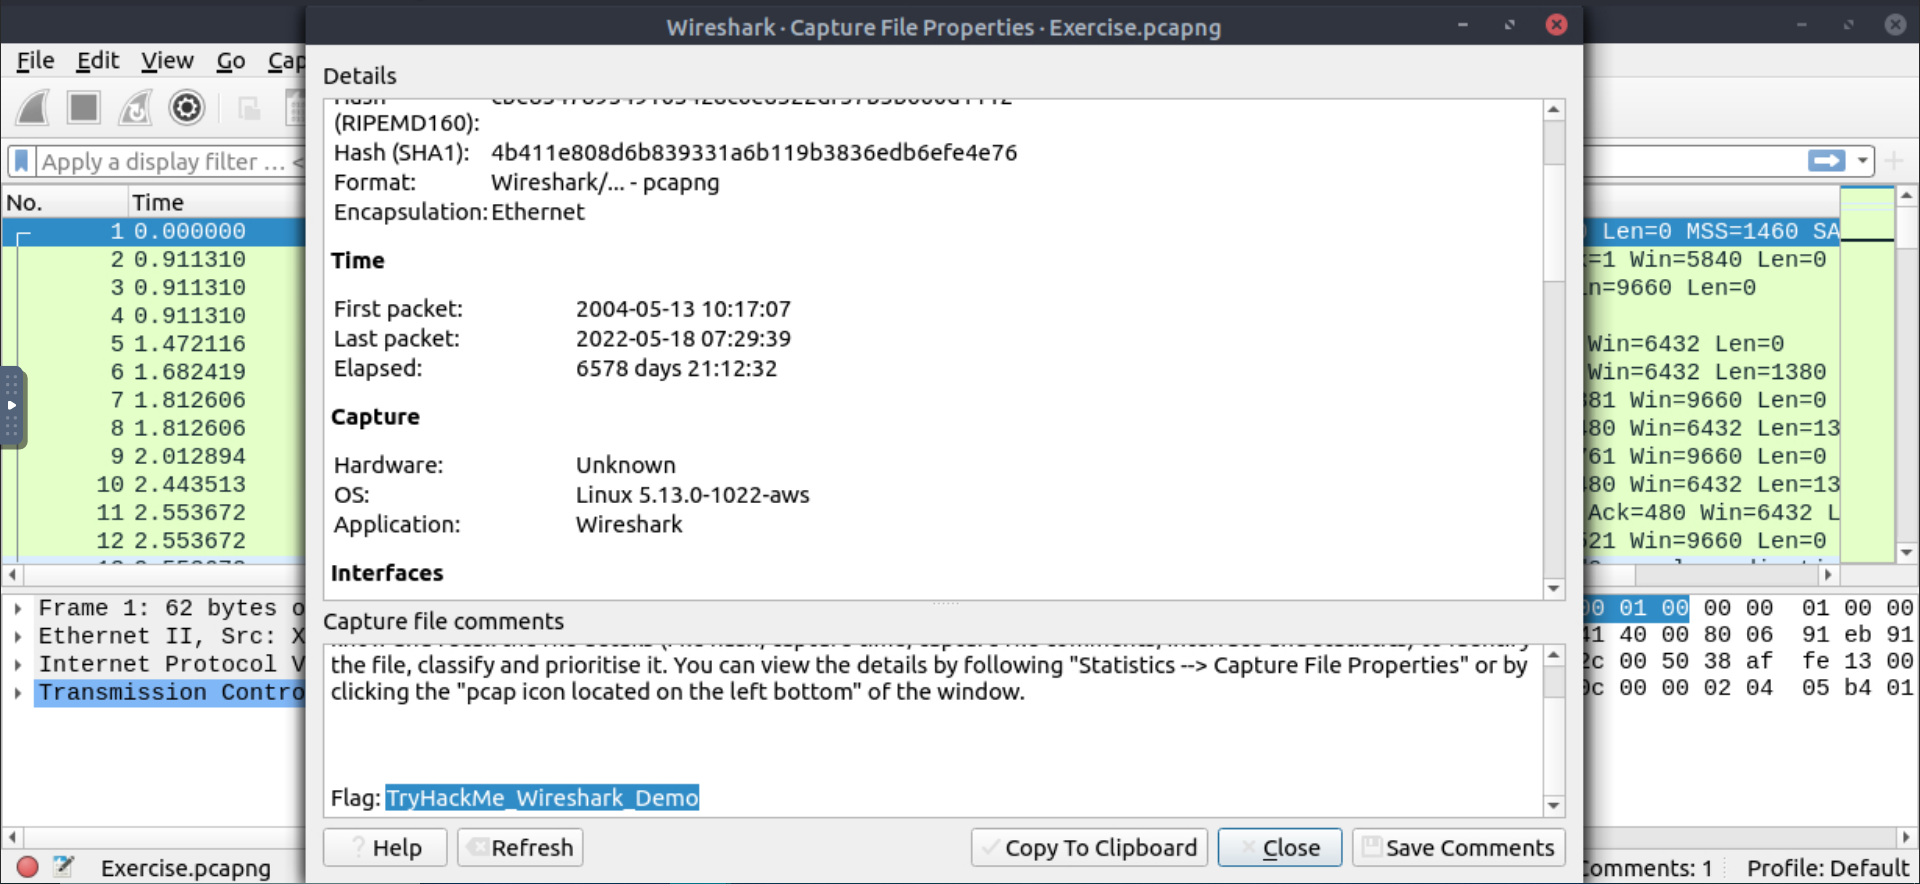 Wireshark · Capture File Properties · Exercise.pcapng
File Edit View Go Cap
Details
(RIPEMD160):
Hash (SHA1): 4b411e808d6b839331a6b119b3836edb6efe4e76
Format: Wireshark/... - pcapng
Encapsulation: Ethernet
Time
First packet: 2004-05-13 10:17:07
Last packet: 2022-05-18 07:29:39
Elapsed: 6578 days 21:12:32
Capture
Hardware: Unknown
OS: Linux 5.13.0-1022-aws
Application: Wireshark
Interfaces
Capture file comments
the file, classify and prioritise it. You can view the details by following "Statistics --> Capture File Properties" or by
clicking the "pcap icon located on the left bottom" of the window.
Flag: TryHackMe_Wireshark_Demo
Help Refresh Copy To Clipboard Close Save Comments
Apply a display filter … <
No. Time
1 0.000000 Len=0 MSS=1460 SA
2 0.911310 =1 Win=5840 Len=0
3 0.911310 n=9660 Len=0
4 0.911310
5 1.472116 Win=6432 Len=0
6 1.682419 Win=6432 Len=1380
7 1.812606 381 Win=9660 Len=0
8 1.812606 480 Win=6432 Len=13
9 2.012894 761 Win=9660 Len=0
10 2.443513 480 Win=6432 Len=13
11 2.553672 Ack=480 Win=6432 L
12 2.553672 521 Win=9660 Len=0
Frame 1: 62 bytes o
Ethernet II, Src: X
Internet Protocol V
Transmission Contro
00 01 00 00 00 01 00 00
41 40 00 80 06 91 eb 91
2c 00 50 38 af fe 13 00
0c 00 00 02 04 05 b4 01
Exercise.pcapng
Comments: 1 Profile: Default